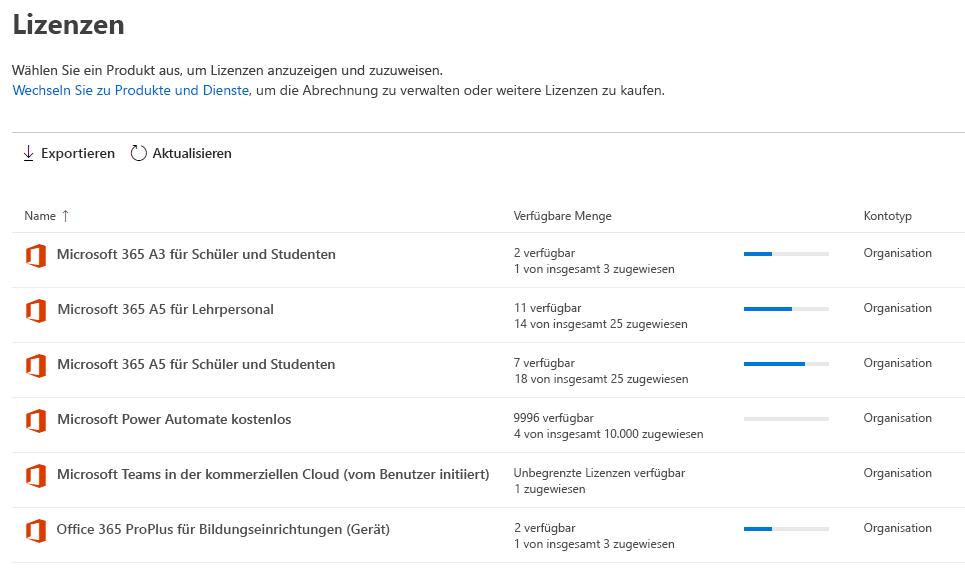 Lizenzen
Wählen Sie ein Produkt aus, um Lizenzen anzuzeigen und zuzuweisen.
Wechseln Sie zu Produkte und Dienste, um die Abrechnung zu verwalten oder weitere Lizenzen zu kaufen.
Exportieren Aktualisieren
Name ↑ Verfügbare Menge Kontotyp
Microsoft 365 A3 für Schüler und Studenten 2 verfügbar Organisation
1 von insgesamt 3 zugewiesen
Microsoft 365 A5 für Lehrpersonal 11 verfügbar Organisation
14 von insgesamt 25 zugewiesen
Microsoft 365 A5 für Schüler und Studenten 7 verfügbar Organisation
18 von insgesamt 25 zugewiesen
Microsoft Power Automate kostenlos 9996 verfügbar Organisation
4 von insgesamt 10.000 zugewiesen
Microsoft Teams in der kommerziellen Cloud (vom Benutzer initiiert) Unbegrenzte Lizenzen verfügbar Organisation
1 zugewiesen
Office 365 ProPlus für Bildungseinrichtungen (Gerät) 2 verfügbar Organisation
1 von insgesamt 3 zugewiesen